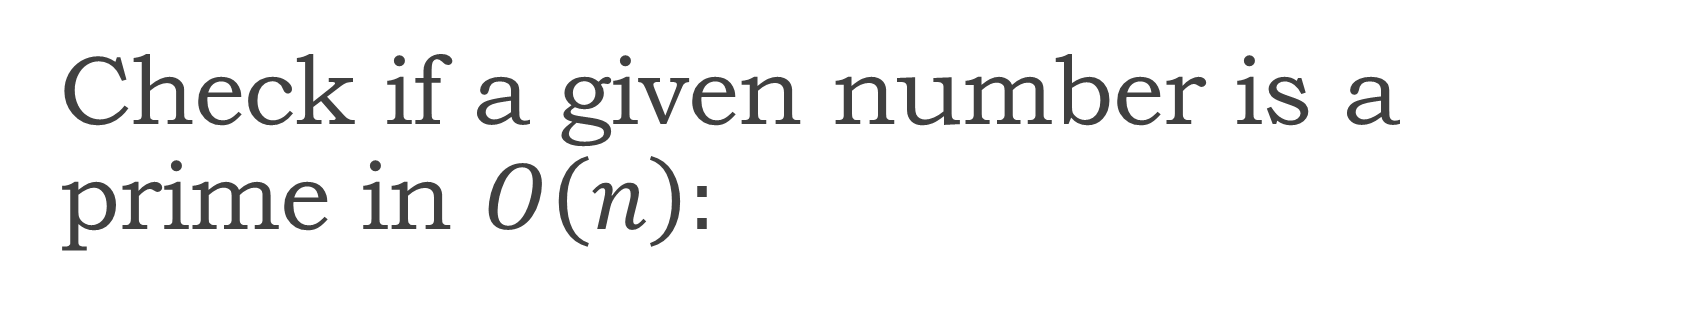 Check if a given number is a
prime in O(n):